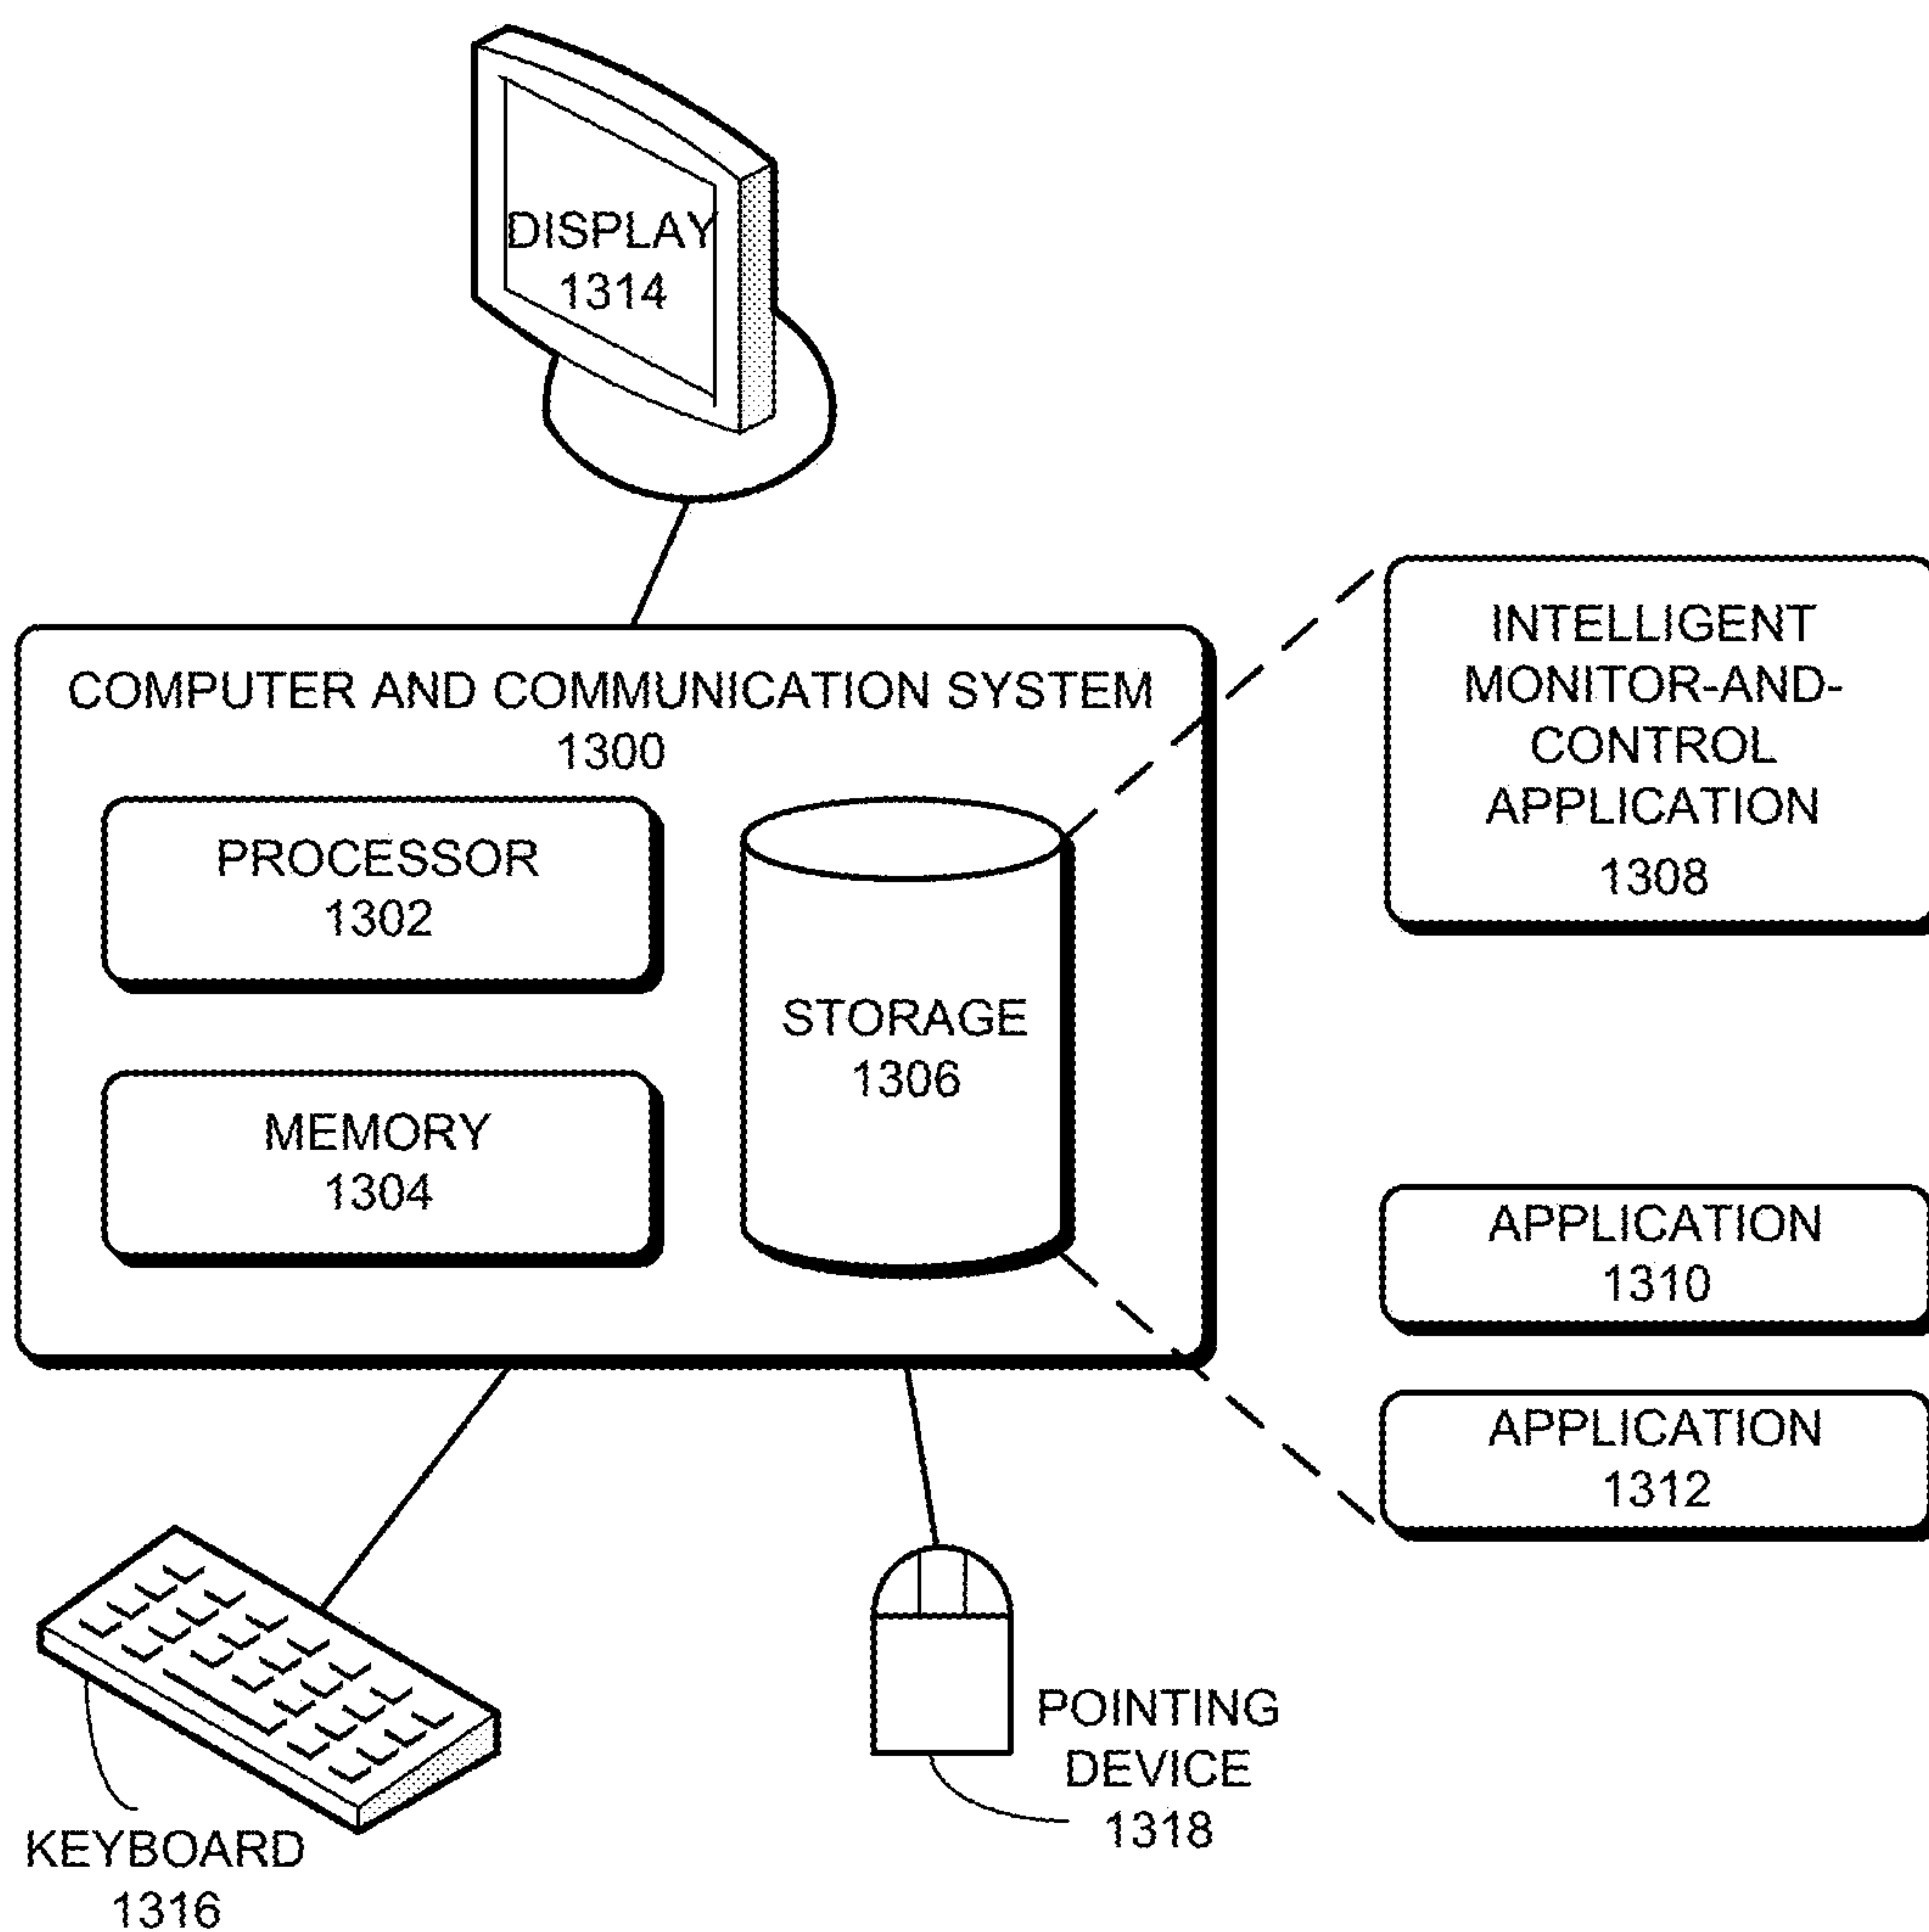 DISPLAY
1314
COMPUTER AND COMMUNICATION SYSTEM
1300
PROCESSOR
1302
MEMORY
1304
STORAGE
1306
INTELLIGENT
MONITOR-AND-
CONTROL
APPLICATION
1308
APPLICATION
1310
APPLICATION
1312
KEYBOARD
1316
POINTING
DEVICE
1318